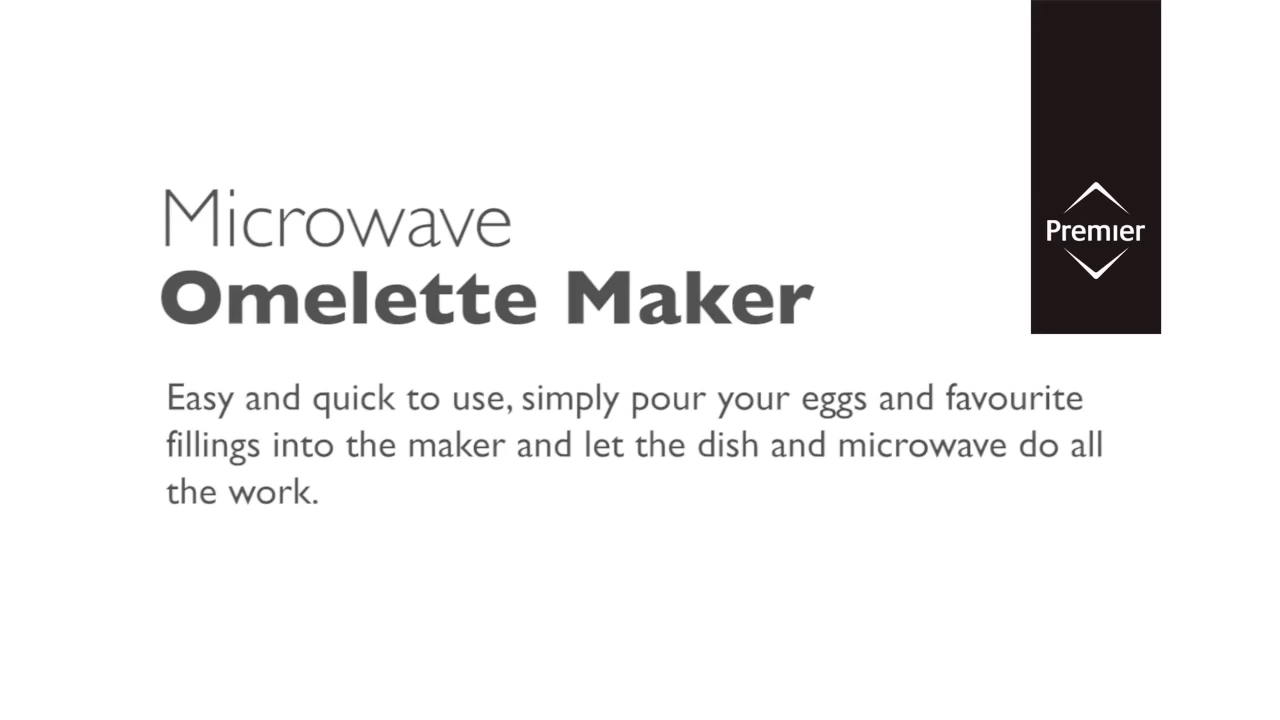 Microwave
Omelette Maker
Premier
Easy and quick to use, simply pour your eggs and favourite
fillings into the maker and let the dish and microwave do all
the work.